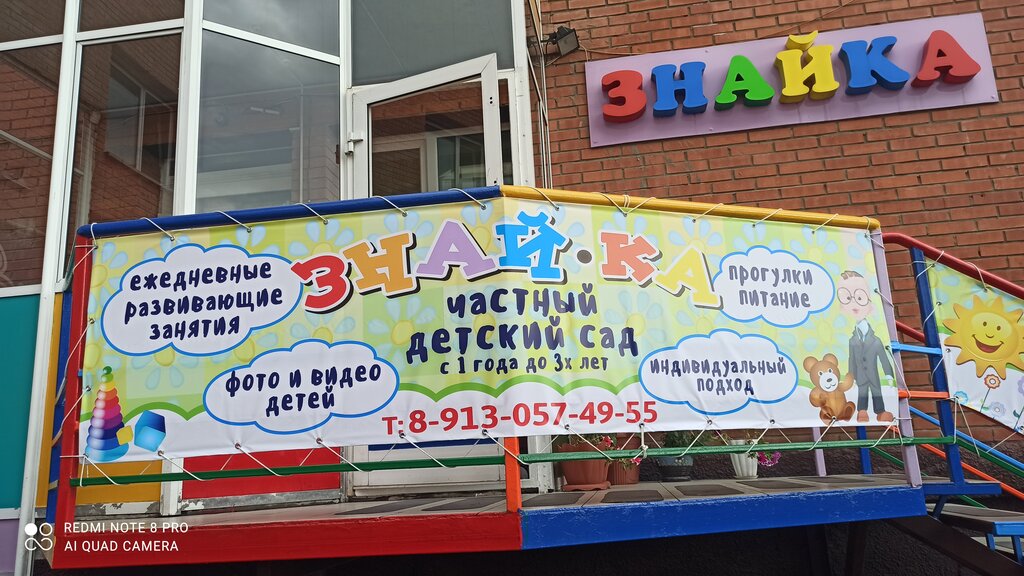 ЗНАЙКА
ЗНАЙ·КА
частный
детский сад
с 1 года до 3х лет
т:8-913-057-49-55
ежедневные
развивающие
занятия
фото и видео
детей
прогулки
питание
индивидуальный
подход
REDMI NOTE 8 PRO
AI QUAD CAMERA